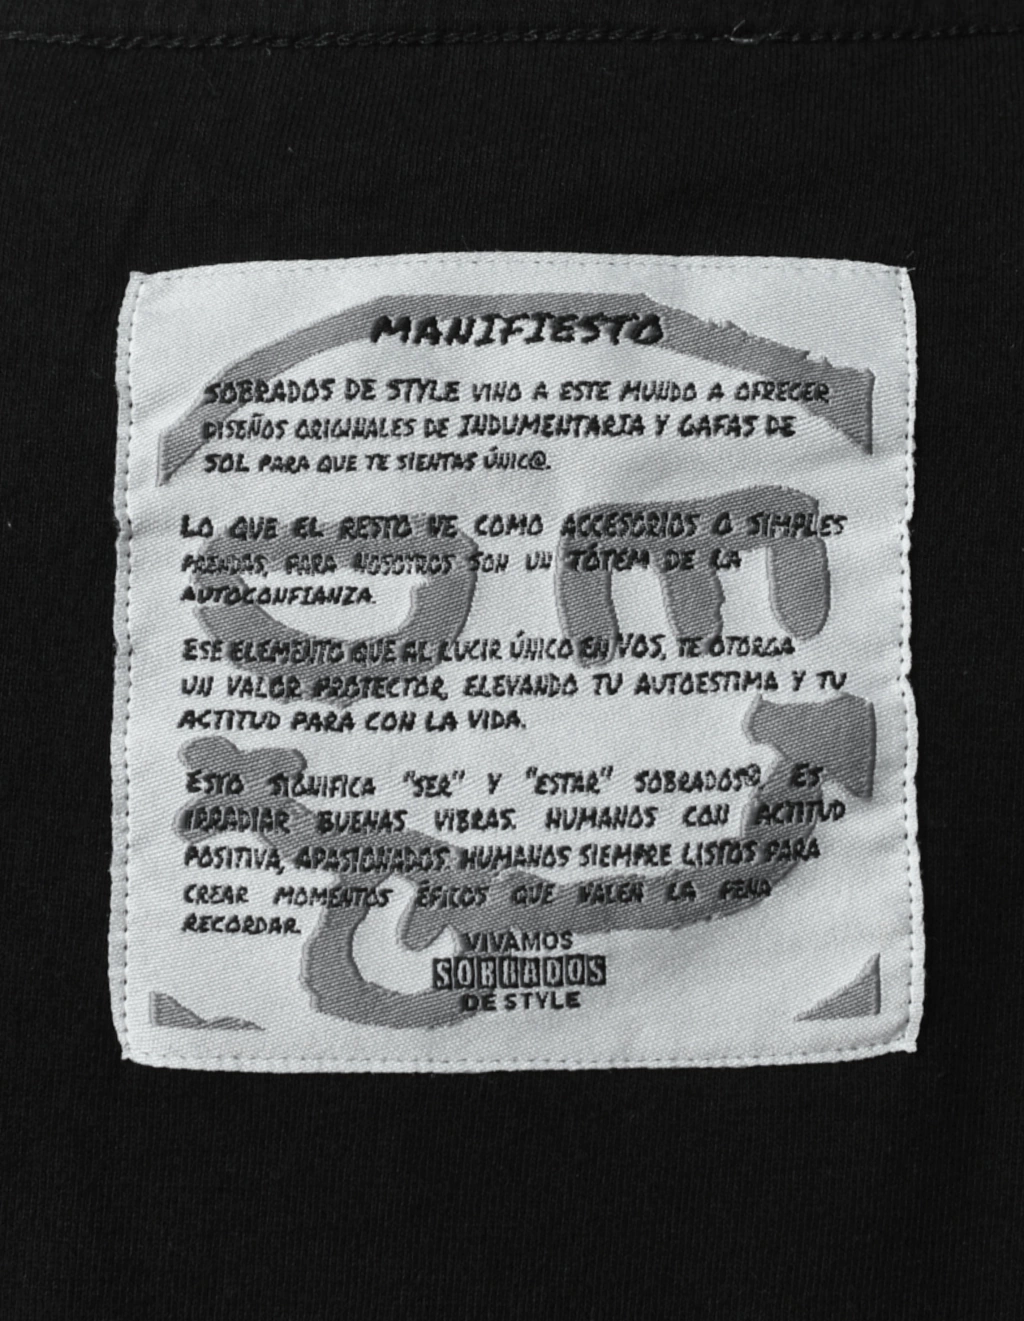 MANIFIESTO
SOBRADOS DE STYLE VINO A ESTE MUNDO A OFRECER
DISEÑOS ORIGINALES DE INDUMENTARIA Y GAFAS DE
SOL PARA QUE TE SIENTAS ÚNIC@.
LO QUE EL RESTO VE COMO ACCESORIOS O SIMPLES
PRENDAS, PARA NOSOTROS SON UN TÓTEM DE LA
AUTOCONFIANZA.
ESE ELEMENTO QUE AL LUCIR ÚNICO EN VOS, TE OTORGA
UN VALOR PROTECTOR, ELEVANDO TU AUTOESTIMA Y TU
ACTITUD PARA CON LA VIDA.
ESTO SIGNIFICA "SER" Y "ESTAR" SOBRADOS®. ES
IRRADIAR BUENAS VIBRAS. HUMANOS CON ACTITUD
POSITIVA, APASIONADOS. HUMANOS SIEMPRE LISTOS PARA
CREAR MOMENTOS ÉPICOS QUE VALEN LA PENA
RECORDAR.
VIVAMOS
SOBRADOS
DE STYLE